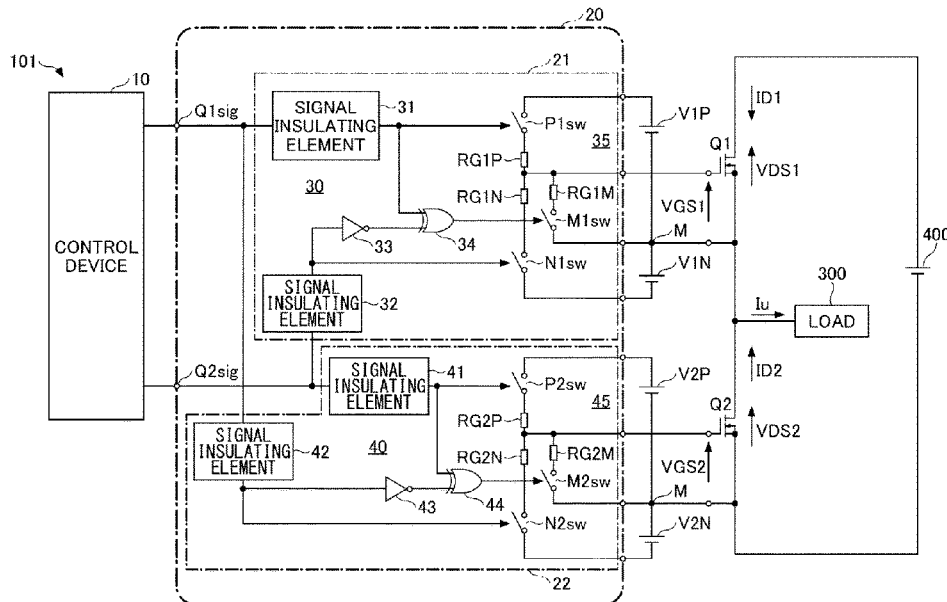 20
101
10
21
Q1sig
SIGNAL
INSULATING
ELEMENT
31
P1sw
35
V1P
ID1
Q1
RG1P
VDS1
30
RG1N
RG1M
VGS1
M1sw
33
34
M
CONTROL
DEVICE
N1sw
V1N
400
SIGNAL
INSULATING
ELEMENT
32
300
Iu
LOAD
Q2sig
SIGNAL
INSULATING
ELEMENT
41
P2sw
45
V2P
ID2
Q2
RG2P
VDS2
SIGNAL
INSULATING
ELEMENT
42
40
RG2N
RG2M
VGS2
M2sw
43
44
M
N2sw
V2N
22